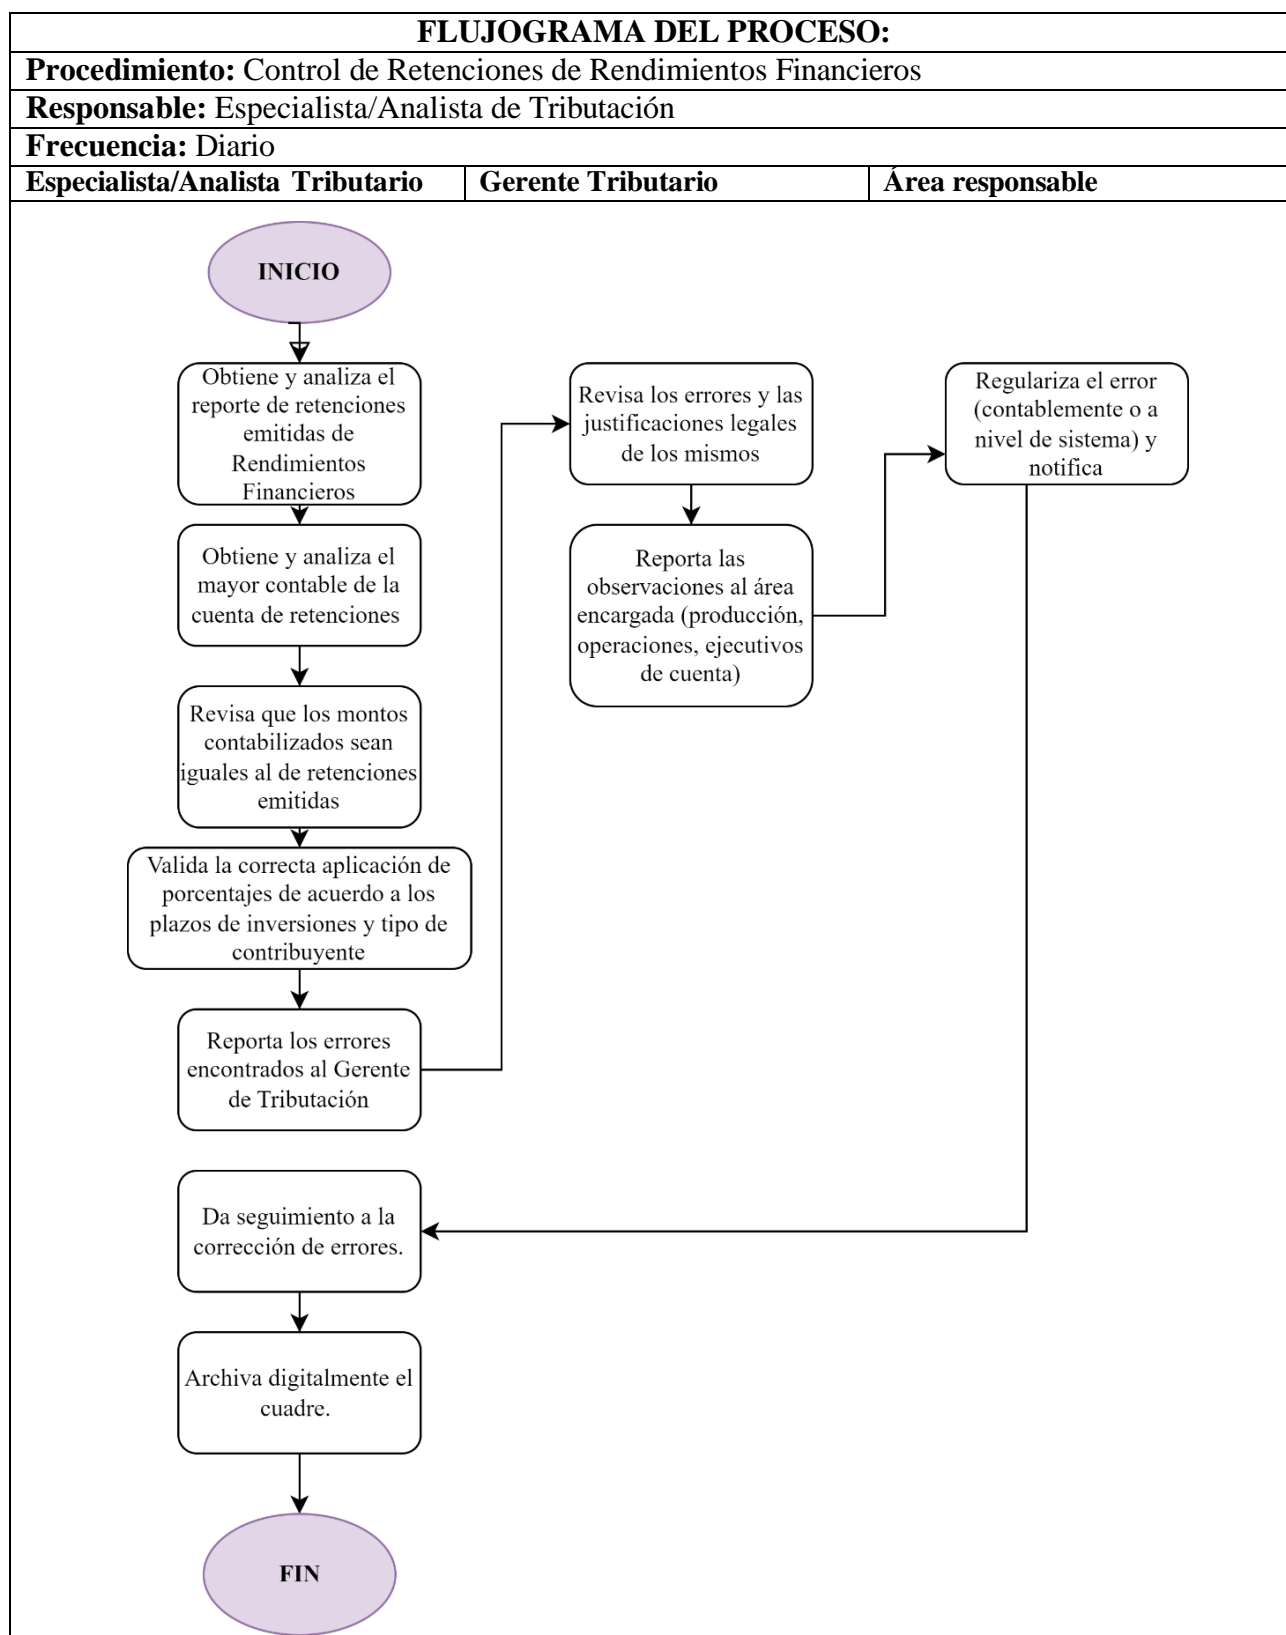 FLUJOGRAMA DEL PROCESO:
Procedimiento: Control de Retenciones de Rendimientos Financieros
Responsable: Especialista/Analista de Tributación
Frecuencia: Diario
Especialista/Analista Tributario
Gerente Tributario
Área responsable
INICIO
Obtiene y analiza el
reporte de retenciones
emitidas de
Rendimientos
Financieros
Obtiene y analiza el
mayor contable de la
cuenta de retenciones
Revisa que los montos
contabilizados sean
iguales al de retenciones
emitidas
Valida la correcta aplicación de
porcentajes de acuerdo a los
plazos de inversiones y tipo de
contribuyente
Reporta los errores
encontrados al Gerente
de Tributación
Revisa los errores y las
justificaciones legales
de los mismos
Reporta las
observaciones al área
encargada (producción,
operaciones, ejecutivos
de cuenta)
Regulariza el error
(contablemente o a
nivel de sistema) y
notifica
Da seguimiento a la
corrección de errores.
Archiva digitalmente el
cuadre.
FIN